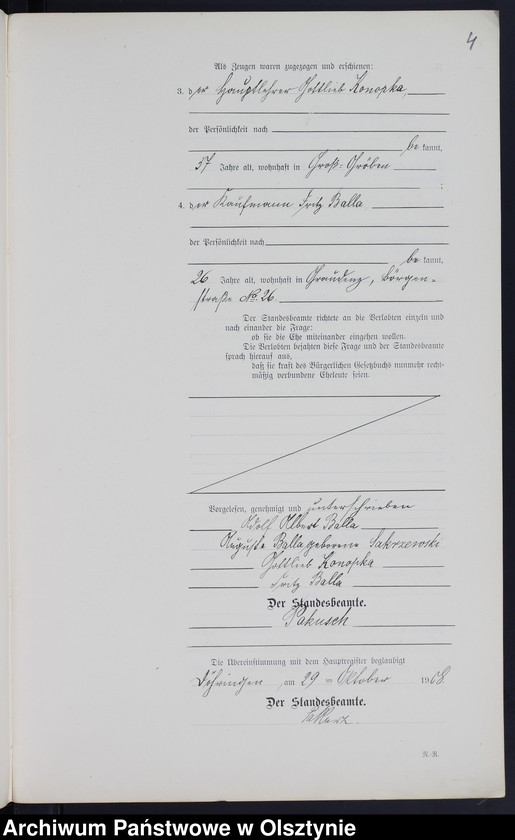 4
Als Zeugen waren zugezogen und erschienen:
3. der Hauptlehrer Gottlieb Konopka
der Persönlichkeit nach
bekannt,
57 Jahre alt, wohnhaft in Groß-Gröben
;
4. der Kaufmann Fritz Balla
der Persönlichkeit nach
bekannt,
26 Jahre alt, wohnhaft in Graudenz, Börgen-
straße No. 26.
Der Standesbeamte richtete an die Verlobten einzeln und
nach einander die Frage:
ob sie die Ehe miteinander eingehen wollen.
Die Verlobten bejahten diese Frage und der Standesbeamte
sprach hierauf aus,
daß sie kraft des Bürgerlichen Gesetzbuchs nunmehr recht-
mäßig verbundene Eheleute seien.
Vorgelesen, genehmigt und unterschrieben
Adolf Albert Balla
Auguste Balla geborene Sakrzewski
Gottlieb Konopka
Fritz Balla
Der Standesbeamte.
Pakusch
Die Übereinstimmung mit dem Hauptregister beglaubigt
Döhringen, am 29 ten Oktober 1908.
Der Standesbeamte.
N.-R.
Archiwum Państwowe w Olsztynie